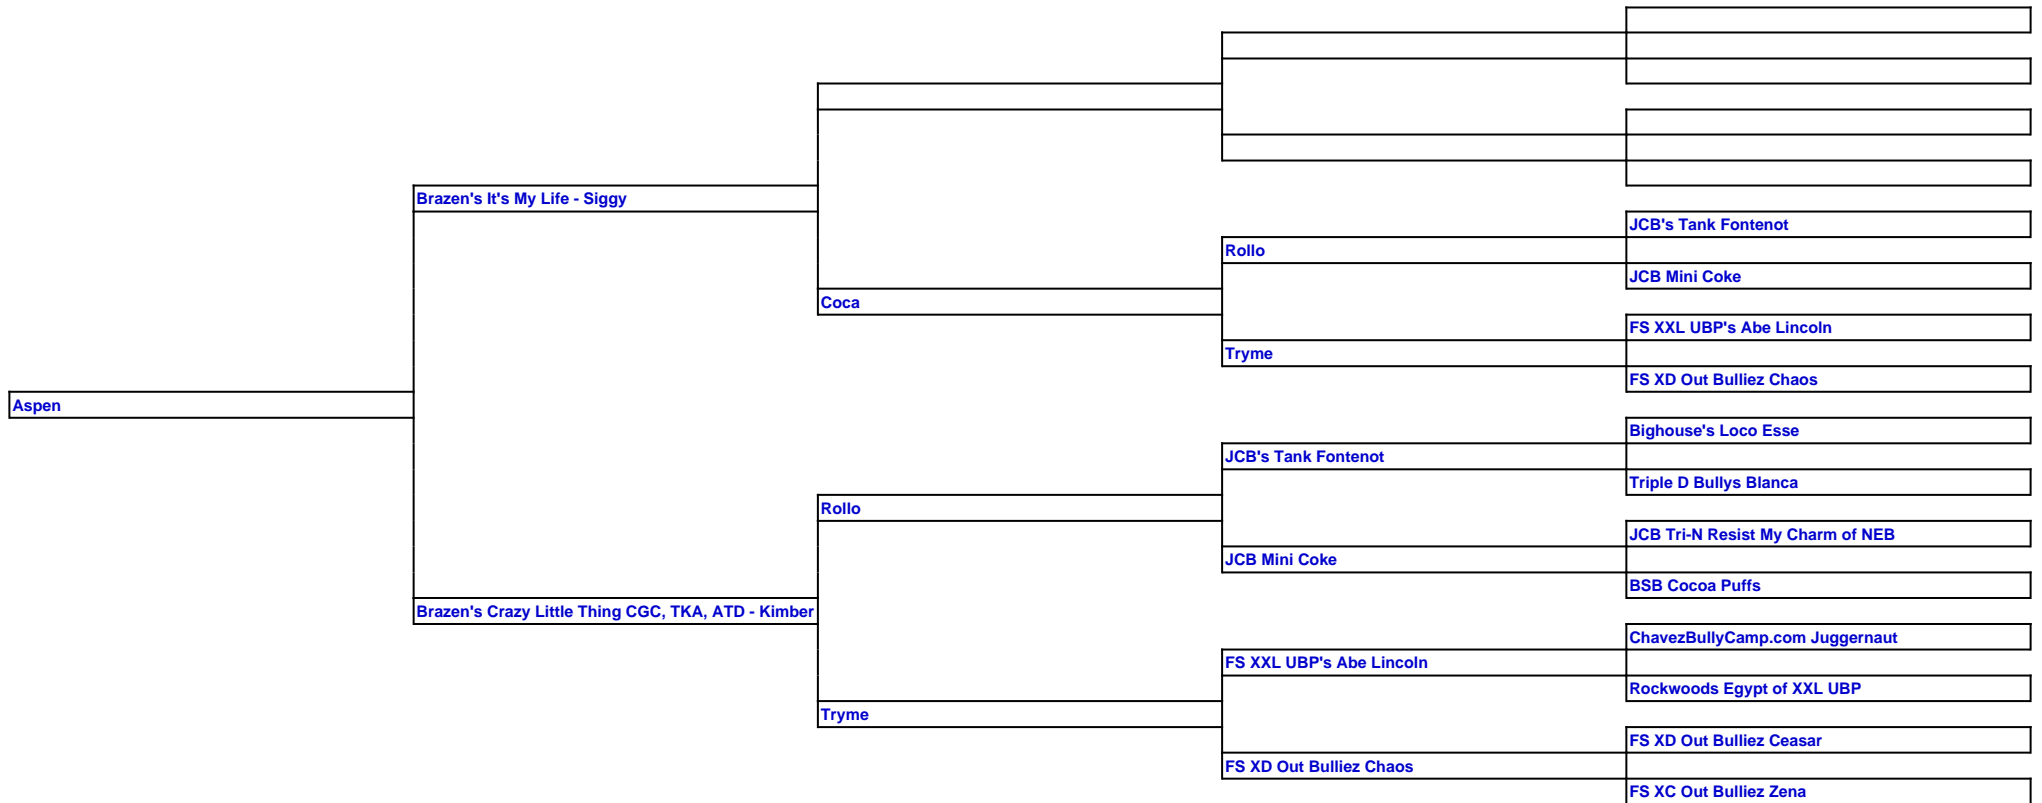 Brazen's It's My Life - Siggy
JCB's Tank Fontenot
Rollo
JCB Mini Coke
Coca
FS XXL UBP's Abe Lincoln
Tryme
FS XD Out Bulliez Chaos
Aspen
Bighouse's Loco Esse
JCB's Tank Fontenot
Triple D Bullys Blanca
Rollo
JCB Tri-N Resist My Charm of NEB
JCB Mini Coke
BSB Cocoa Puffs
Brazen's Crazy Little Thing CGC, TKA, ATD - Kimber
ChavezBullyCamp.com Juggernaut
FS XXL UBP's Abe Lincoln
Rockwoods Egypt of XXL UBP
Tryme
FS XD Out Bulliez Ceasar
FS XD Out Bulliez Chaos
FS XC Out Bulliez Zena